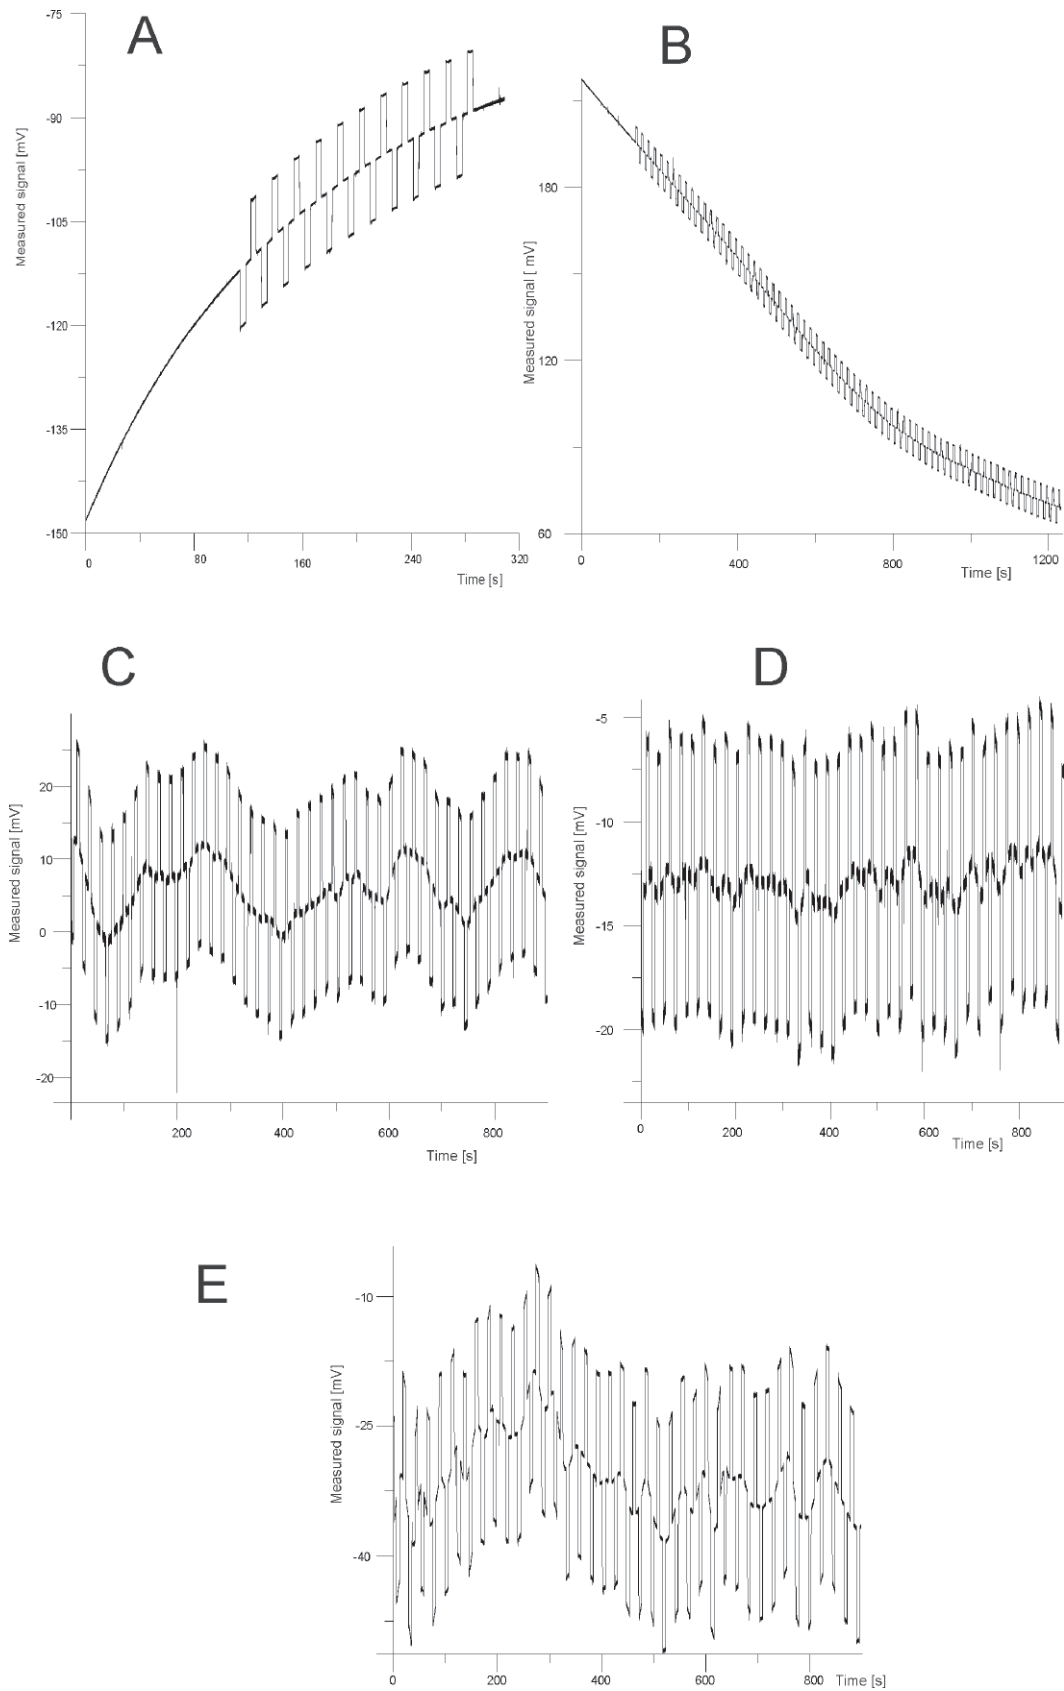 A
B
-75
-90
-105
-120
-135
-150
Measured signal [mV]
0
80
160
240
320
Time [s]
180
120
60
Measured signal [ mV]
0
400
800
1200
Time [s]
C
D
20
10
0
-10
-20
Measured signal [mV]
200
400
600
800
Time [s]
-5
-10
-15
-20
Measured signal [mV]
0
200
400
600
800
Time [s]
E
-10
-25
-40
Measured signal [mV]
0
200
400
600
800
Time [s]